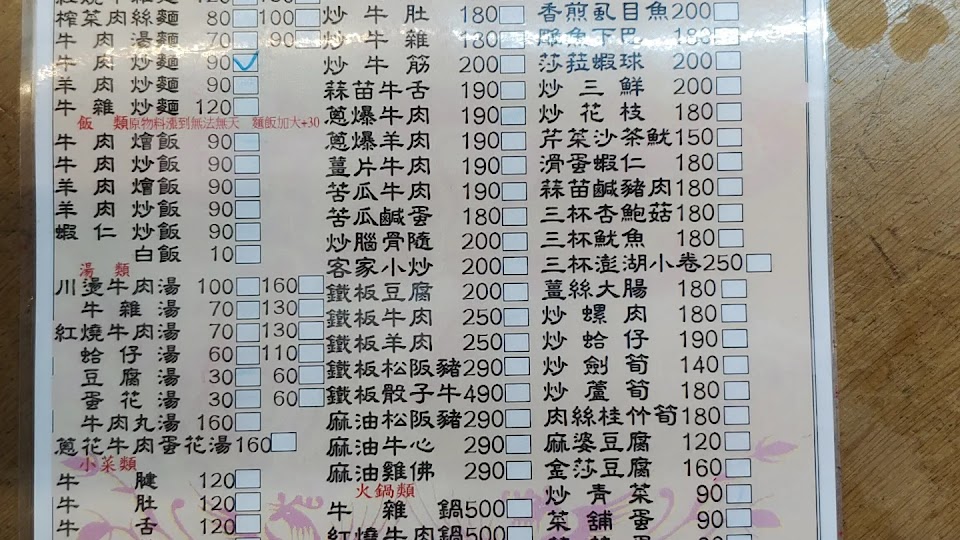 榨菜肉絲麵 80 100
牛肉湯麵 70 90
牛肉炒麵 90
羊肉炒麵 90
牛雜炒麵 120
飯類 原物料漲到無法無天 麵飯加大+30
牛肉燴飯 90
牛肉炒飯 90
羊肉燴飯 90
羊肉炒飯 90
蝦仁炒飯 90
白飯 10
湯類
川燙牛肉湯 100 160
牛雜湯 70 130
紅燒牛肉湯 70 130
蛤仔湯 60 110
豆腐湯 30 60
蛋花湯 30 60
牛肉丸湯 160
蔥花牛肉蛋花湯 160
小菜類
牛腱 120
牛肚 120
牛舌 120
炒牛肚 180
炒牛雜 180
炒牛筋 200
蒜苗牛舌 190
蔥爆牛肉 190
蔥爆羊肉 190
薑片牛肉 190
苦瓜牛肉 190
苦瓜鹹蛋 180
炒腦骨隨 200
客家小炒 200
鐵板豆腐 200
鐵板牛肉 250
鐵板羊肉 250
鐵板松阪豬 290
鐵板骰子牛 490
麻油松阪豬 290
麻油牛心 290
麻油雞佛 290
火鍋類
牛雜鍋 500
紅燒牛肉鍋 500
香煎虱目魚 200
魚下巴 180
莎菈蝦球 200
炒三鮮 200
炒花枝 180
芹菜沙茶魷 150
滑蛋蝦仁 180
蒜苗鹹豬肉 180
三杯杏鮑菇 180
三杯魷魚 180
三杯澎湖小卷 250
薑絲大腸 180
炒螺肉 180
炒蛤仔 190
炒劍筍 140
炒蘆筍 180
肉絲桂竹筍 180
麻婆豆腐 120
金莎豆腐 160
炒青菜 90
菜舖蛋 90